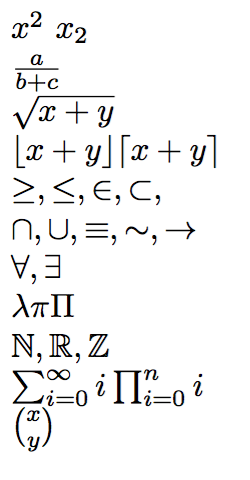 x² x₂
a/(b+c)
√(x + y)
⌊x + y⌋⌈x + y⌉
≥, ≤, ∈, ⊂,
∩, ∪, ≡, ∼, →
∀, ∃
λπΠ
ℕ, ℝ, ℤ
∑_{i=0}^{∞} i ∏_{i=0}^{n} i
(x y)